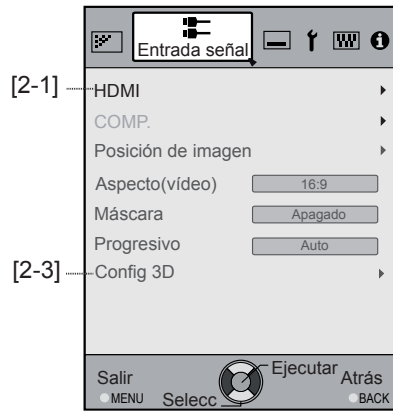 Entrada señal
[2-1] HDMI
COMP.
Posición de imagen
Aspecto(vídeo) 16:9
Máscara Apagado
Progresivo Auto
[2-3] Config 3D
Salir Ejecutar Atrás
MENU Selecc BACK